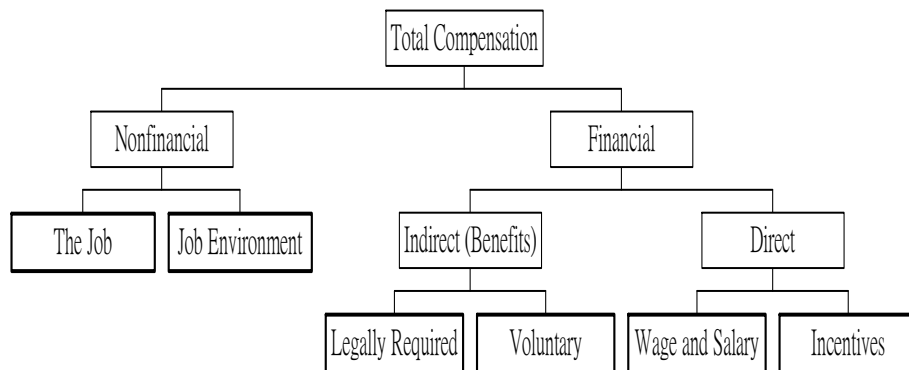 Total Compensation
Nonfinancial
Financial
The Job
Job Environment
Indirect (Benefits)
Direct
Legally Required
Voluntary
Wage and Salary
Incentives